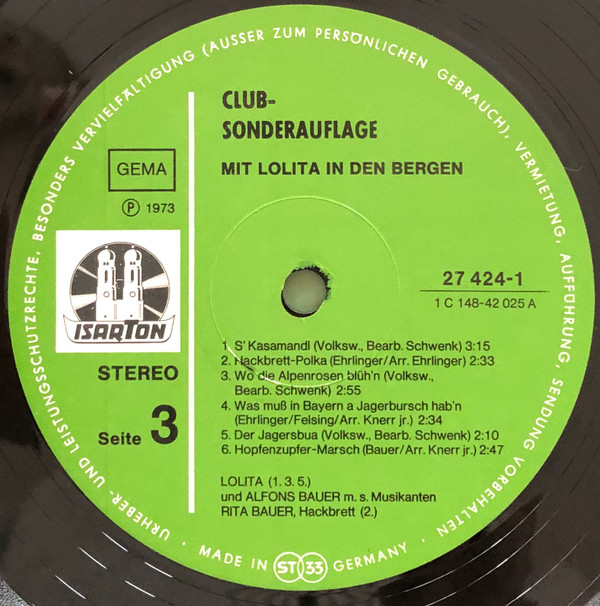 URHEBER- UND LEISTUNGSSCHUTZRECHTE, BESONDERS VERVIELFÄLTIGUNG (AUSSER ZUM PERSÖNLICHEN GEBRAUCH), VERMIETUNG, AUFFÜHRUNG, SENDUNG VORBEHALTEN
CLUB-
SONDERAUFLAGE
MIT LOLITA IN DEN BERGEN
GEMA
Ⓟ 1973
ISARTON
STEREO
Seite 3
27 424-1
1 C 148-42 025 A
1. S' Kasamandl (Volksw., Bearb. Schwenk) 3:15
2. Hackbrett-Polka (Ehrlinger/Arr. Ehrlinger) 2:33
3. Wo die Alpenrosen blüh'n (Volksw.,
Bearb. Schwenk) 2:55
4. Was muß in Bayern a Jagerbursch hab'n
(Ehrlinger/Felsing/Arr. Knerr jr.) 2:34
5. Der Jagersbua (Volksw., Bearb. Schwenk) 2:10
6. Hopfenzupfer-Marsch (Bauer/Arr. Knerr jr.) 2:47
LOLITA (1. 3. 5.)
und ALFONS BAUER m. s. Musikanten
RITA BAUER, Hackbrett (2.)
· MADE IN ST 33 GERMANY ·